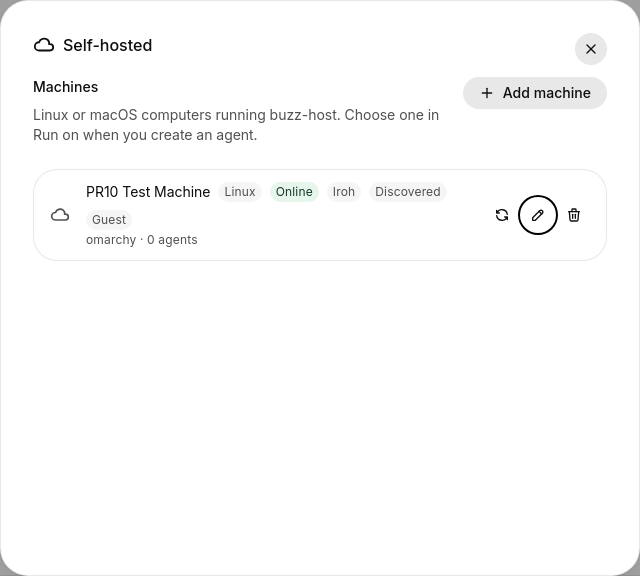 Self-hosted
Machines
Add machine
Linux or macOS computers running buzz-host. Choose one in
Run on when you create an agent.
PR10 Test Machine Linux Online Iroh Discovered
Guest
omarchy · 0 agents